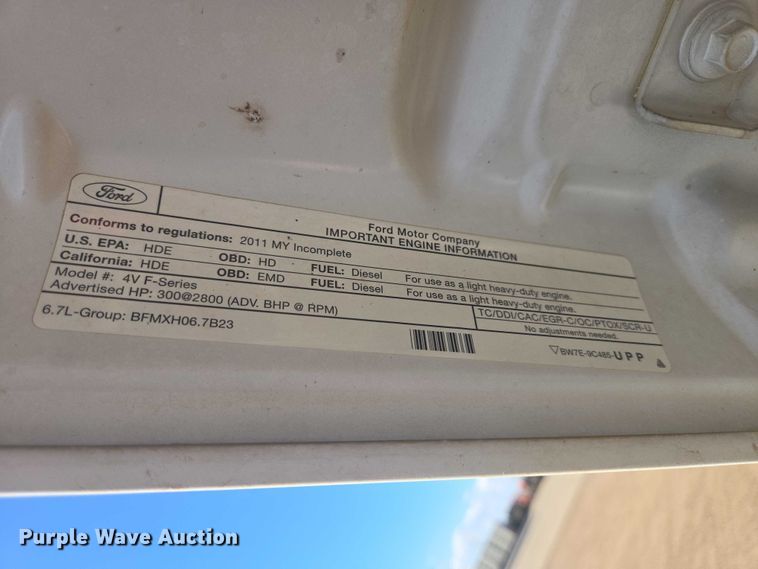 Ford
Ford Motor Company
IMPORTANT ENGINE INFORMATION
Conforms to regulations: 2011 MY Incomplete
U.S. EPA: HDE OBD: HD FUEL: Diesel For use as a light heavy-duty engine.
California: HDE OBD: EMD FUEL: Diesel For use as a light heavy-duty engine.
Model #: 4V F-Series
Advertised HP: 300@2800 (ADV. BHP @ RPM)
TC/DDI/CAC/EGR-C/OC/PTOX/SCR-U
No adjustments needed.
6.7L-Group: BFMXH06.7B23
BW7E-9C485-UPP
Purple Wave Auction